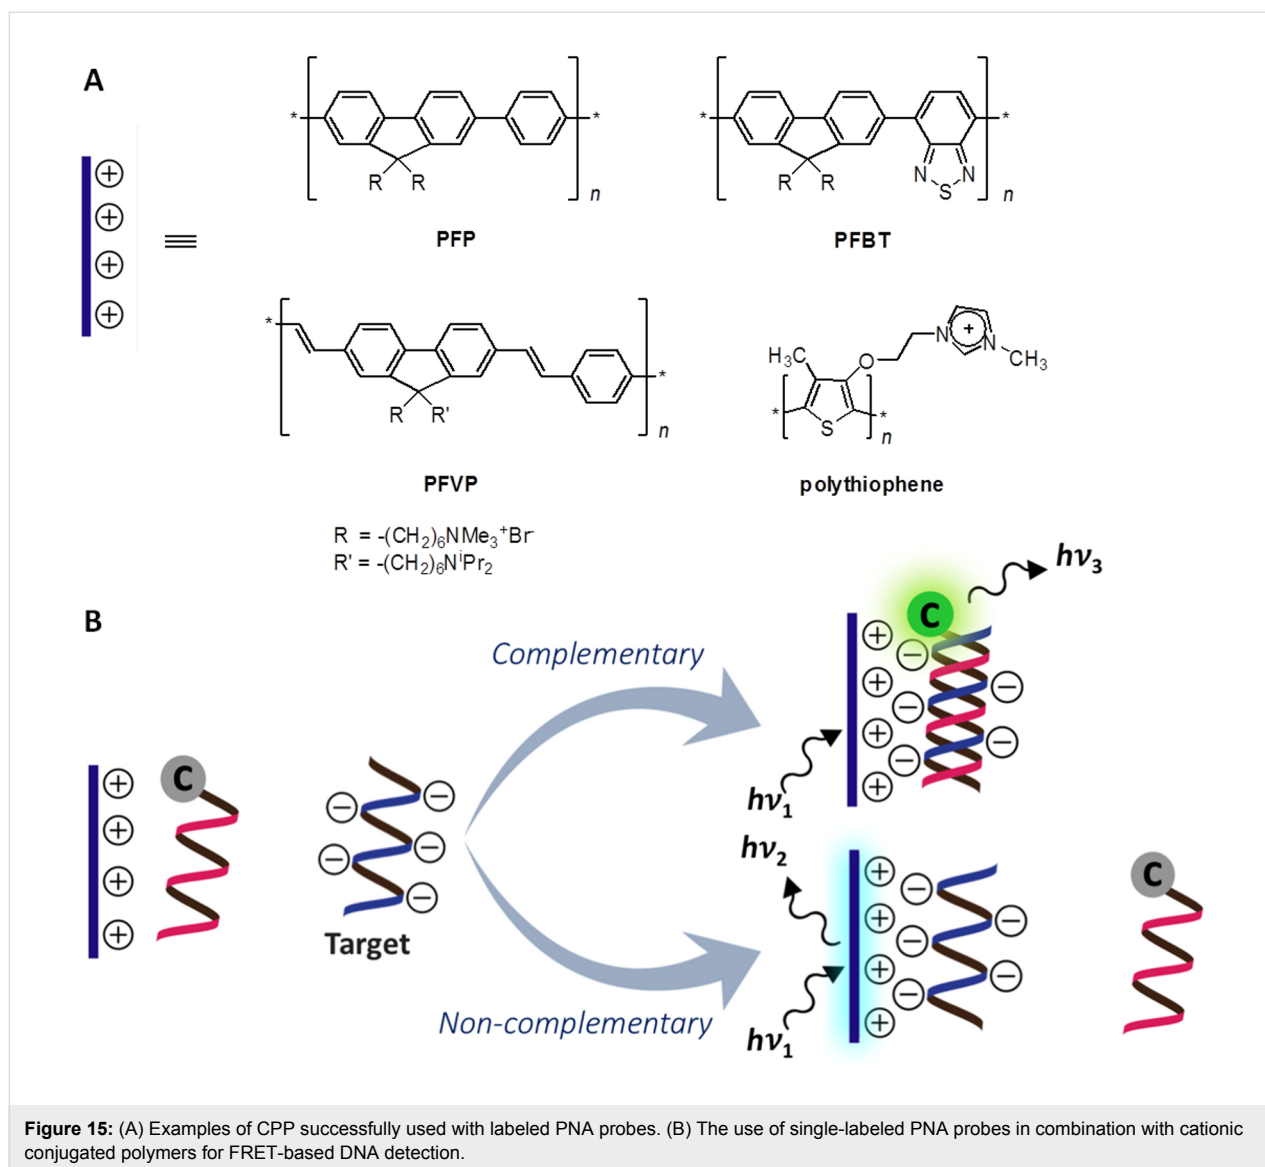 A
* * n
R R
PFP
* * n
R R
N N
S
PFBT
* * n
R R'
PFVP
H₃C O N + N CH₃
* S * n
polythiophene
R = -(CH₂)₆NMe₃⁺Br⁻
R' = -(CH₂)₆NⁱPr₂
B
Complementary
C
hν₃
hν₁
C
Target
hν₂
C
Non-complementary
hν₁
Figure 15: (A) Examples of CPP successfully used with labeled PNA probes. (B) The use of single-labeled PNA probes in combination with cationic
conjugated polymers for FRET-based DNA detection.